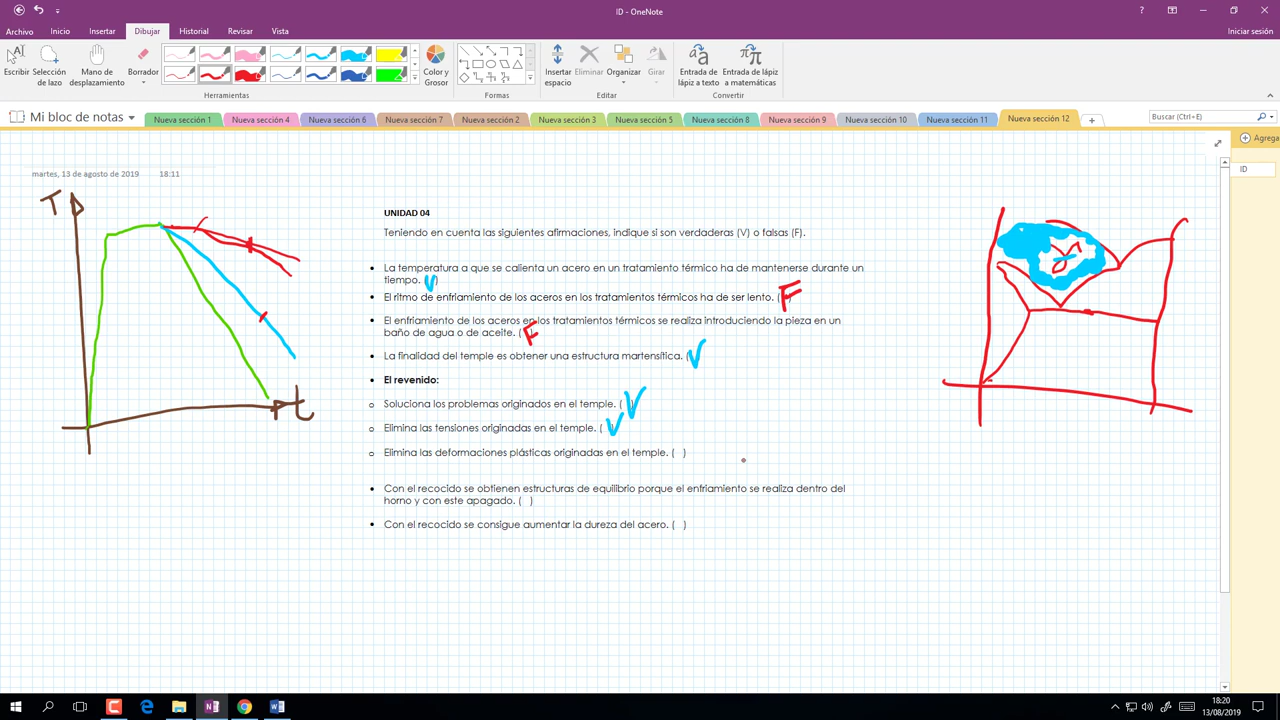 ID - OneNote
?
Archivo Inicio Insertar Dibujar Historial Revisar Vista Iniciar sesión
Escribir Selección de lazo Mano de desplazamiento Borrador Color y Grosor Insertar espacio Eliminar Organizar Girar Entrada de lápiz a texto Entrada de lápiz a matemáticas
Herramientas Formas Editar Convertir
Mi bloc de notas Nueva sección 1 Nueva sección 4 Nueva sección 6 Nueva sección 7 Nueva sección 2 Nueva sección 3 Nueva sección 5 Nueva sección 8 Nueva sección 9 Nueva sección 10 Nueva sección 11 Nueva sección 12 + Buscar (Ctrl+E)
Agrega
martes, 13 de agosto de 2019 18:11
ID
T
UNIDAD 04
Teniendo en cuenta las siguientes afirmaciones, indique si son verdaderas (V) o falsas (F).
• La temperatura a que se calienta un acero en un tratamiento térmico ha de mantenerse durante un
tiempo. (V)
• El ritmo de enfriamiento de los aceros en los tratamientos térmicos ha de ser lento. (F)
• El enfriamiento de los aceros en los tratamientos térmicos se realiza introduciendo la pieza en un
baño de agua o de aceite. (F
• La finalidad del temple es obtener una estructura martensítica. (V
• El revenido:
t
o Soluciona los problemas originados en el temple. (V)
o Elimina las tensiones originadas en el temple. (V
o Elimina las deformaciones plásticas originadas en el temple. ( )
• Con el recocido se obtienen estructuras de equilibrio porque el enfriamiento se realiza dentro del
horno y con este apagado. ( )
• Con el recocido se consigue aumentar la dureza del acero. ( )
γ
18:20
13/08/2019